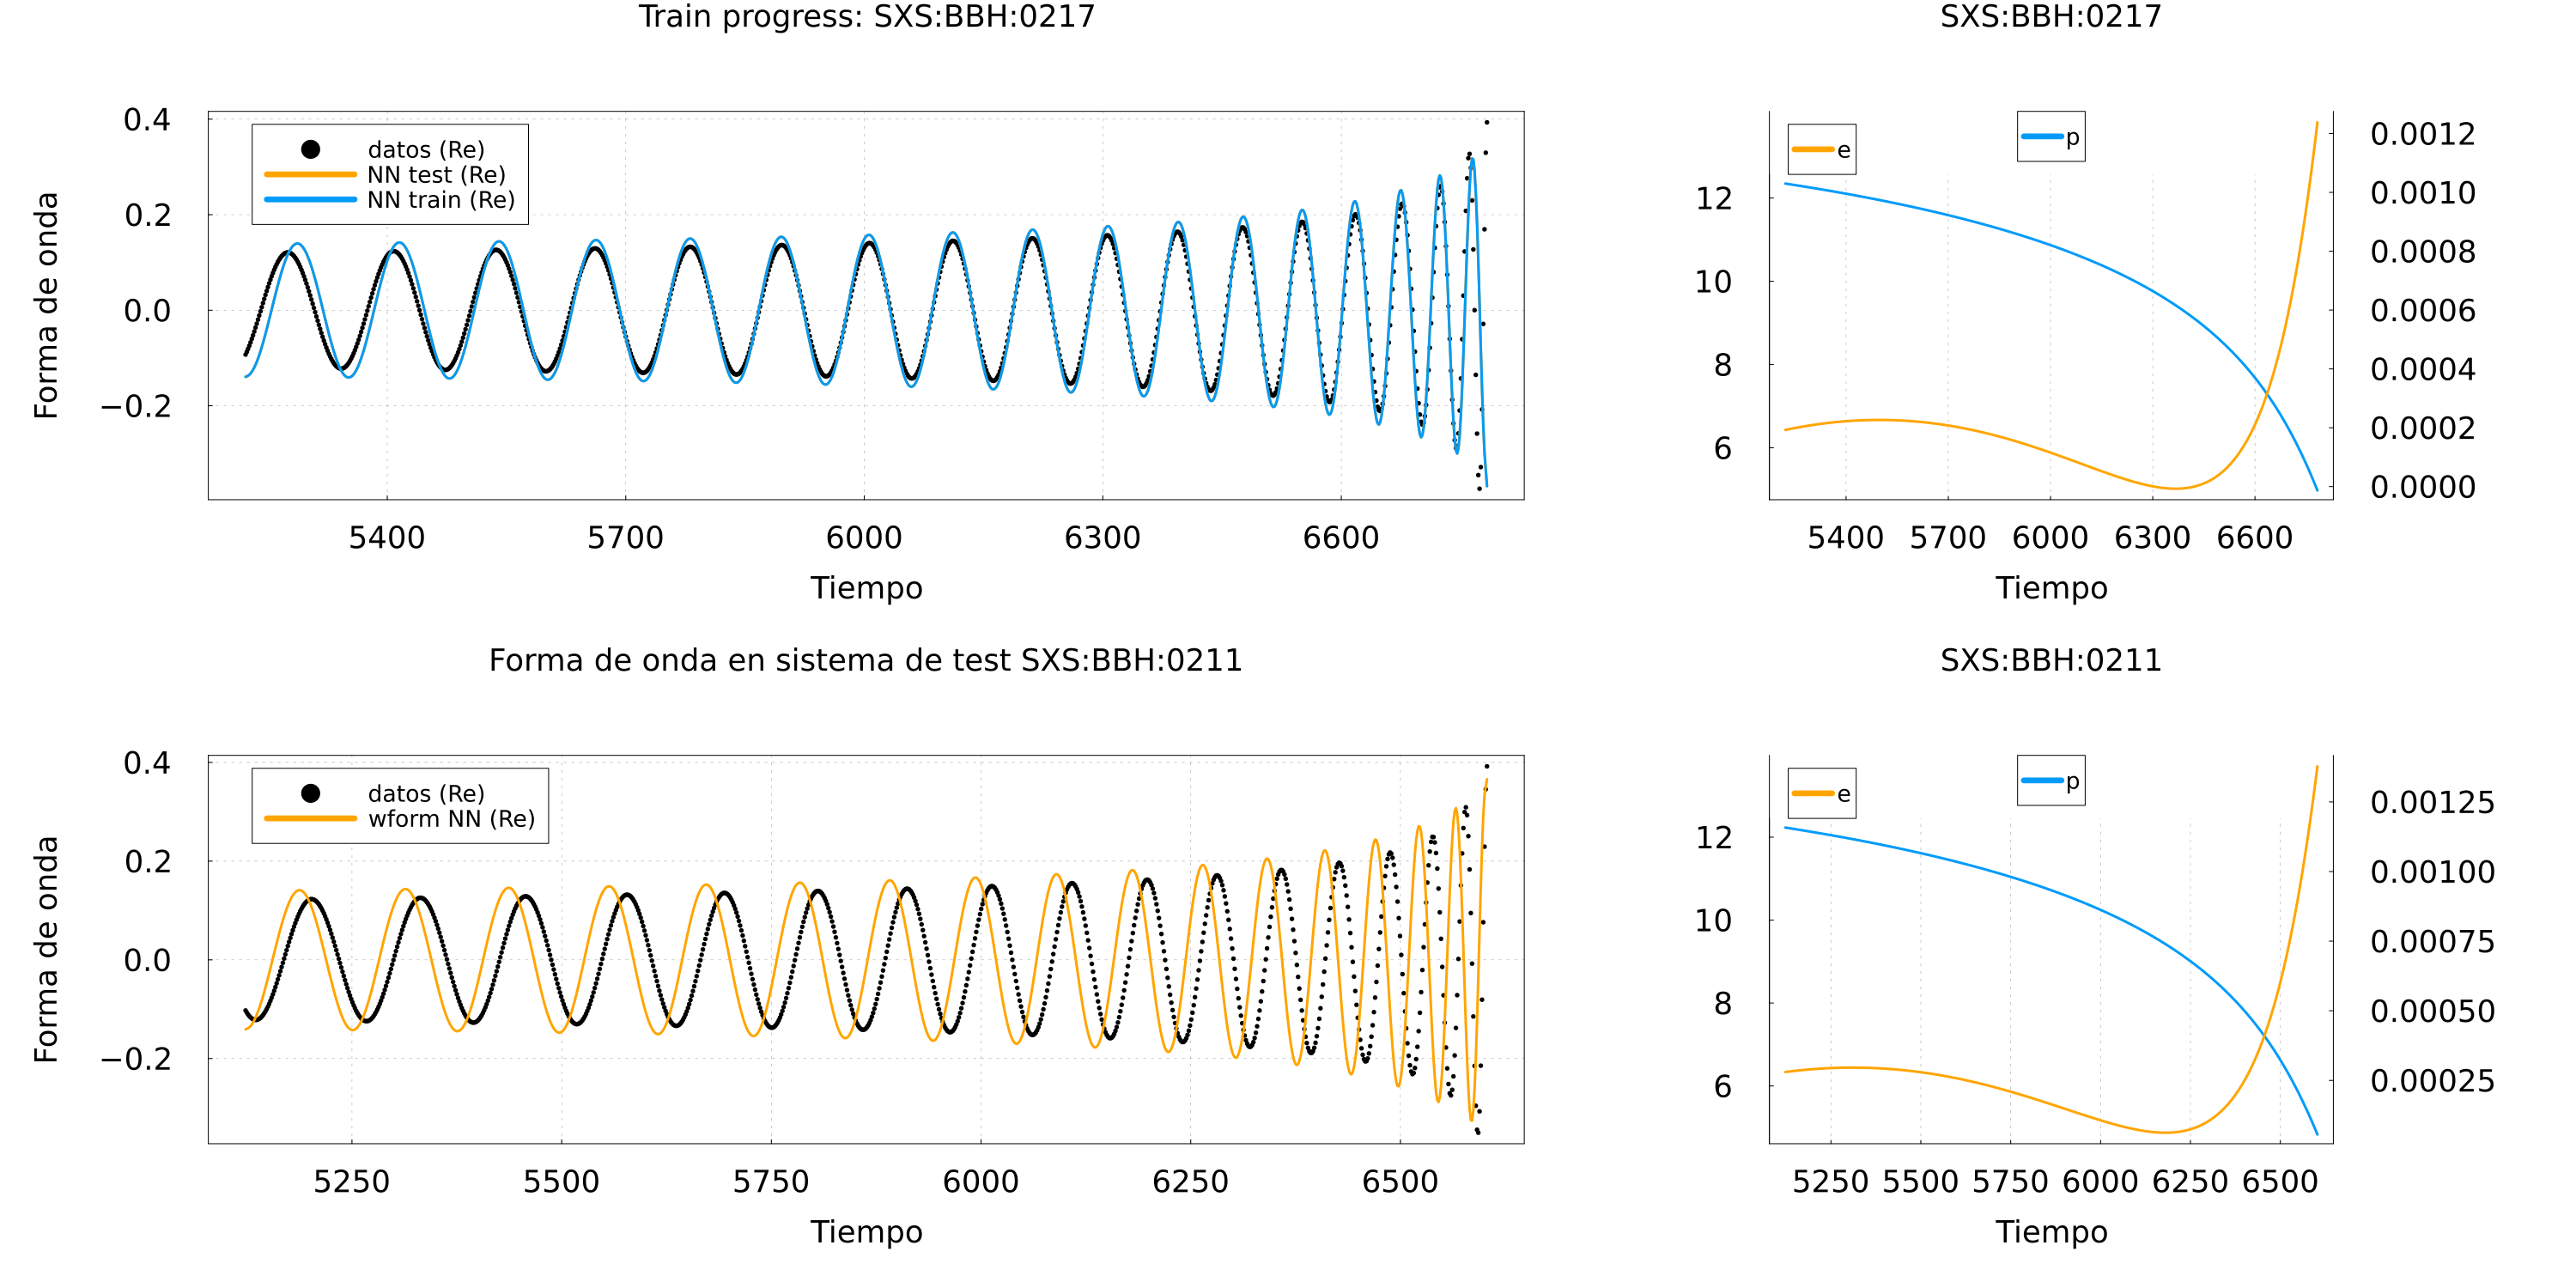 Train progress: SXS:BBH:0217
SXS:BBH:0217
Forma de onda
0.4
0.2
0.0
−0.2
datos (Re)
NN test (Re)
NN train (Re)
5400 5700 6000 6300 6600
Tiempo
e
p
12
10
8
6
0.0012
0.0010
0.0008
0.0006
0.0004
0.0002
0.0000
5400 5700 6000 6300 6600
Tiempo
Forma de onda en sistema de test SXS:BBH:0211
SXS:BBH:0211
Forma de onda
0.4
0.2
0.0
−0.2
datos (Re)
wform NN (Re)
5250 5500 5750 6000 6250 6500
Tiempo
e
p
12
10
8
6
0.00125
0.00100
0.00075
0.00050
0.00025
5250 5500 5750 6000 6250 6500
Tiempo